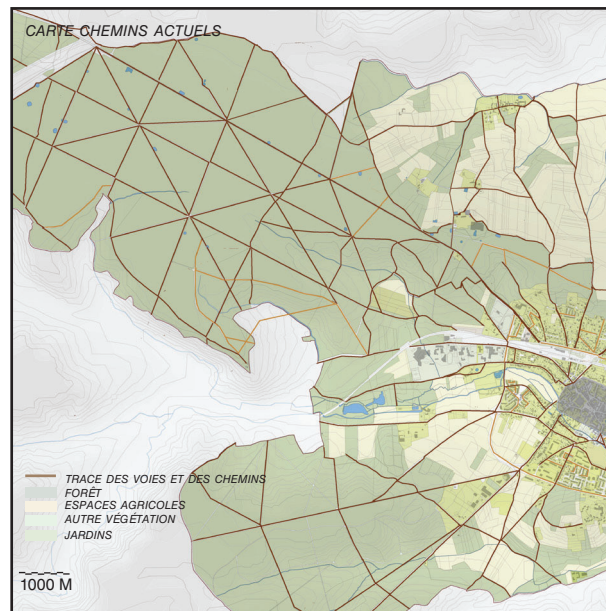 CARTE CHEMINS ACTUELS
TRACE DES VOIES ET DES CHEMINS
FORÊT
ESPACES AGRICOLES
AUTRE VÉGÉTATION
JARDINS
1000 M